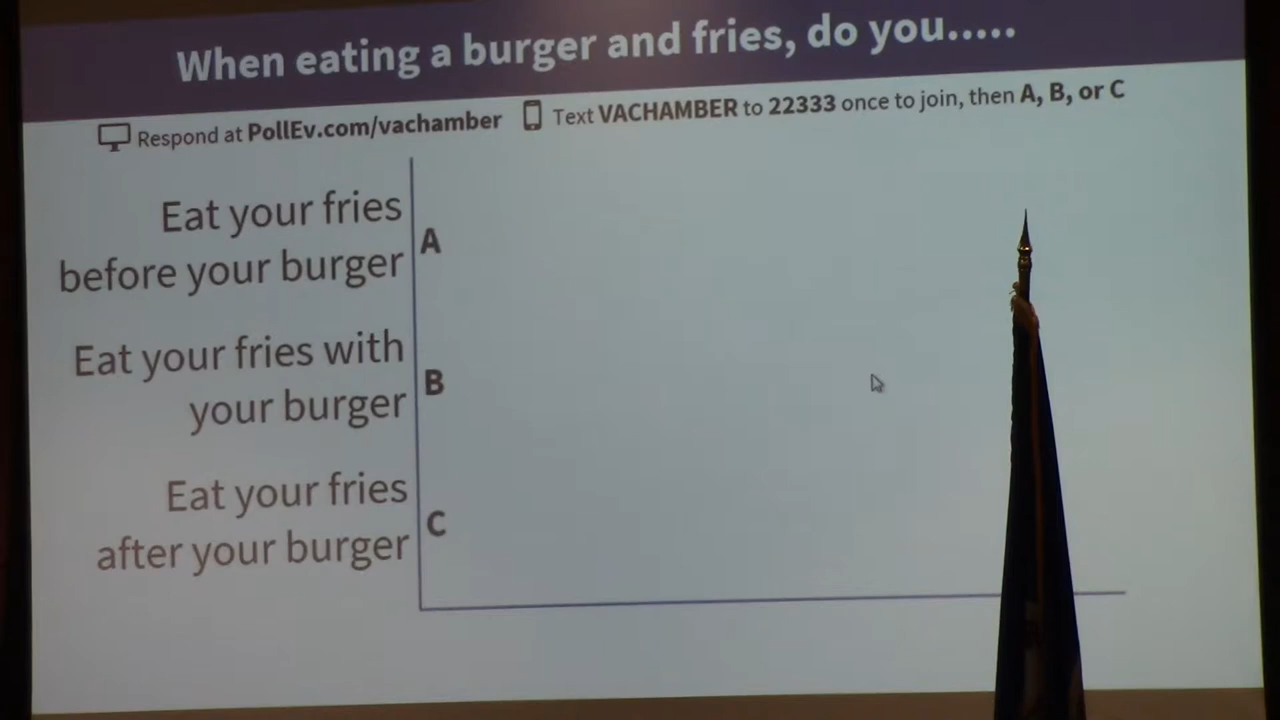 When eating a burger and fries, do you.....
Respond at PollEv.com/vachamber Text VACHAMBER to 22333 once to join, then A, B, or C
Eat your fries
before your burger
A
Eat your fries with
your burger
B
Eat your fries
after your burger
C